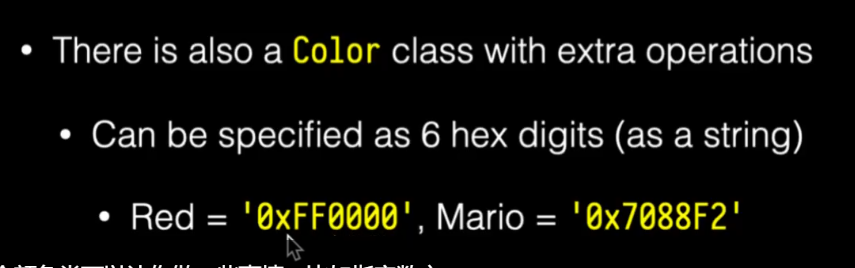 • There is also a Color class with extra operations
• Can be specified as 6 hex digits (as a string)
• Red = '0xFF0000', Mario = '0x7088F2'